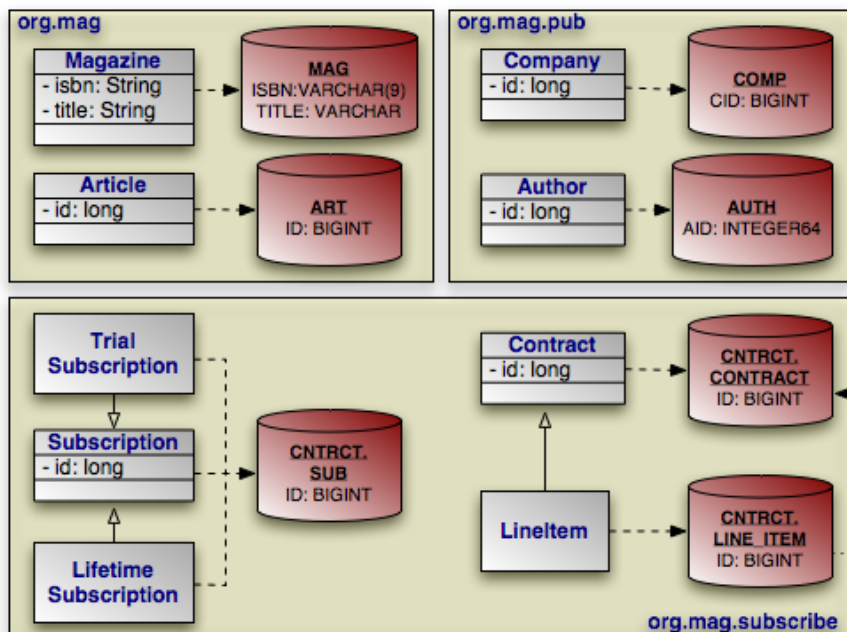 org.mag
Magazine
- isbn: String
- title: String
MAG
ISBN:VARCHAR(9)
TITLE: VARCHAR
Article
- id: long
ART
ID: BIGINT
org.mag.pub
Company
- id: long
COMP
CID: BIGINT
Author
- id: long
AUTH
AID: INTEGER64
Trial
Subscription
Subscription
- id: long
Lifetime
Subscription
CNTRCT.
SUB
ID: BIGINT
Contract
- id: long
CNTRCT.
CONTRACT
ID: BIGINT
LineItem
CNTRCT.
LINE_ITEM
ID: BIGINT
org.mag.subscribe